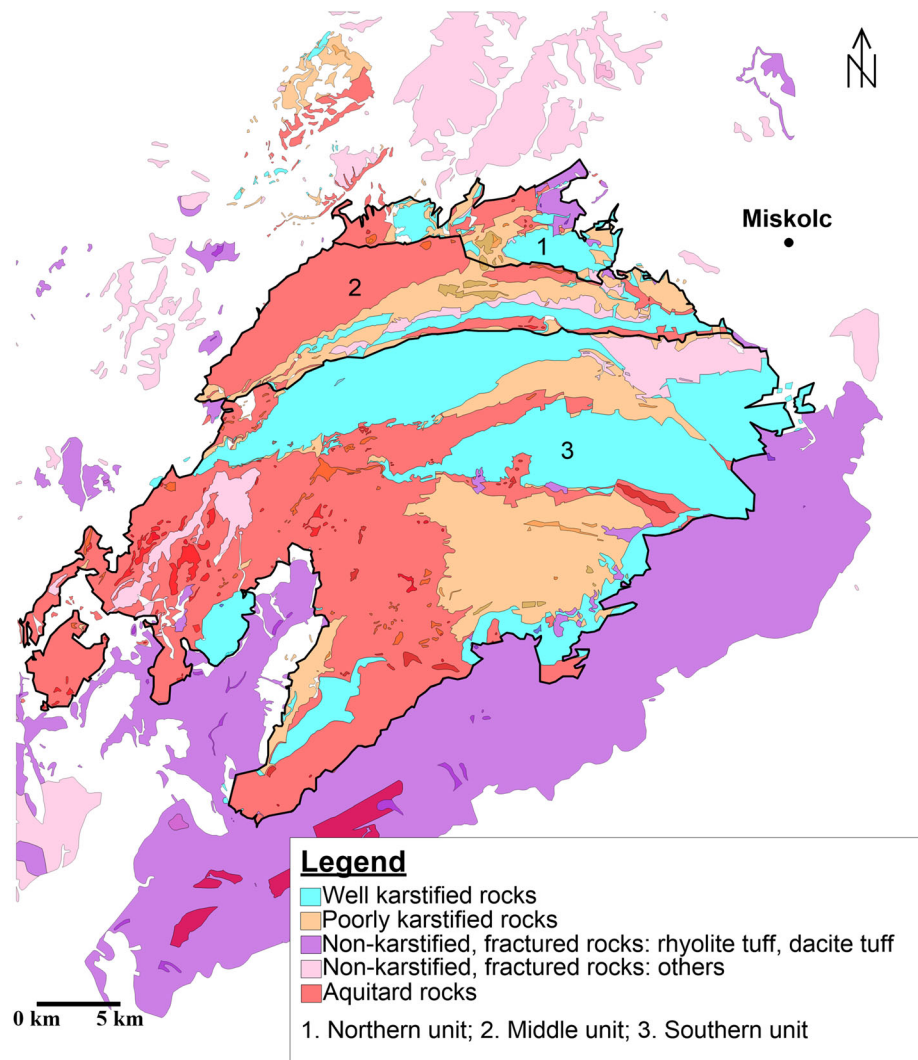 N
Miskolc
1
2
3
Legend
Well karstified rocks
Poorly karstified rocks
Non-karstified, fractured rocks: rhyolite tuff, dacite tuff
Non-karstified, fractured rocks: others
Aquitard rocks
0 km 5 km
1. Northern unit; 2. Middle unit; 3. Southern unit